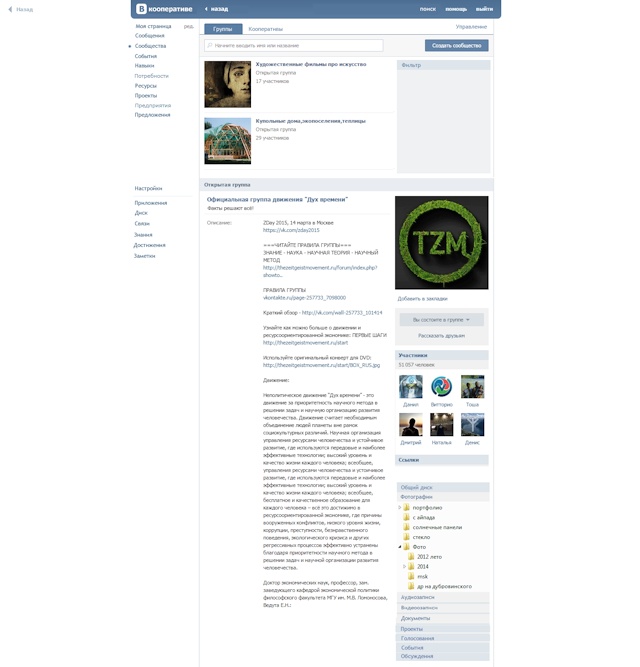 Назад
В кооперативе
назад
поиск помощь выйти
Моя страница ред.
Сообщения
Сообщества
События
Навыки
Потребности
Ресурсы
Проекты
Предприятия
Предложения
Настройки
Приложения
Диск
Связи
Знания
Достижения
Заметки
Группы Кооперативы Управление
Начните вводить имя или название
Создать сообщество
Художественные фильмы про искусство
Открытая группа
17 участников
Купольные дома,экопоселения,теплицы
Открытая группа
29 участников
Фильтр
Открытая группа
Официальная группа движения "Дух времени"
Факты решают всё!
Описание:
ZDay 2015, 14 марта в Москве
https://vk.com/zday2015
===ЧИТАЙТЕ ПРАВИЛА ГРУППЫ===
ЗНАНИЕ - НАУКА - НАУЧНАЯ ТЕОРИЯ - НАУЧНЫЙ
МЕТОД
http://thezeitgeistmovement.ru/forum/index.php?
showto..
ПРАВИЛА ГРУППЫ
vkontakte.ru/page-257733_7098000
Краткий обзор - http://vk.com/wall-257733_101414
Узнайте как можно больше о движении и
ресурсоориентированной экономике: ПЕРВЫЕ ШАГИ
http://thezeitgeistmovement.ru/start
Используйте оригинальный конверт для DVD:
http://thezeitgeistmovement.ru/start/BOX_RUS.jpg
Движение:
Неполитическое движение "Дух времени" - это
движение за приоритетность научного метода в
решении задач и научную организацию развития
человечества. Движение считает необходимым
объединение людей планеты вне рамок
социокультурных различий. Научная организация
управления ресурсами человечества и устойчивое
развитие, где используются передовые и наиболее
эффективные технологии; высокий уровень и
качество жизни каждого человека; всеобщее,
управление ресурсами человечества и устойчивое
развитие, где используются передовые и наиболее
эффективные технологии; высокий уровень и
качество жизни каждого человека; всеобщее,
бесплатное и качественное образование для
каждого человека – всё это достижимо в
ресурсоориентированной экономике, где причины
вооруженных конфликтов, низкого уровня жизни,
коррупции, преступности, безнравственного
поведения, экологического кризиса и других
регрессивных процессов эффективно устранены
благодаря приоритетности научного метода в
решении задач и научной организации развития
человечества.
Доктор экономических наук, профессор, зам.
заведующего кафедрой экономической политики
философского факультета МГУ им. М.В. Ломоносова,
Ведута Е.Н.:
TZM
Добавить в закладки
Вы состоите в группе
Рассказать друзьям
Участники
51 057 человек
Данил Витторио Тоша
Дмитрий Наталья Денис
Ссылки
Общий диск
Фотографии
портфолио
с айпада
солнечные панели
стекло
Фото
2012 лето
2014
msk
др на дубровинского
Аудиозаписи
Видеозаписи
Документы
Проекты
Голосования
События
Обсуждения